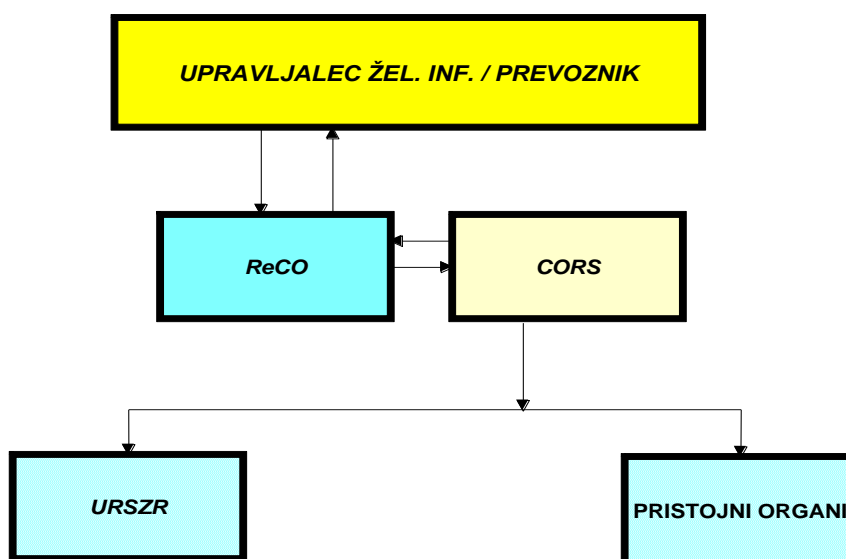 UPRAVLJALEC ŽEL. INF. / PREVOZNIK
ReCO
CORS
URSZR
PRISTOJNI ORGANI